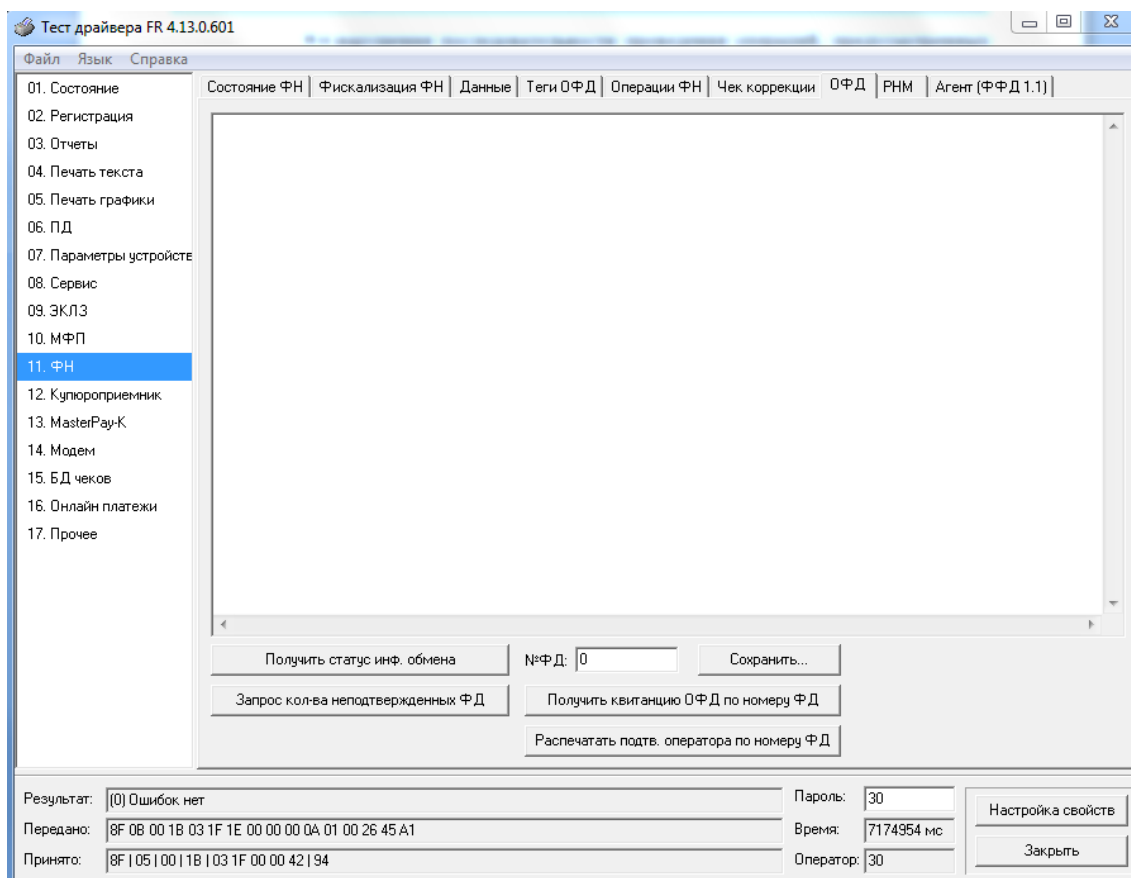 Тест драйвера FR 4.13.0.601
Файл Язык Справка
01. Состояние
02. Регистрация
03. Отчеты
04. Печать текста
05. Печать графики
06. ПД
07. Параметры устройств
08. Сервис
09. ЭКЛЗ
10. МФП
11. ФН
12. Купюроприемник
13. MasterPay-K
14. Модем
15. БД чеков
16. Онлайн платежи
17. Прочее
Состояние ФН Фискализация ФН Данные Теги ОФД Операции ФН Чек коррекции ОФД РНМ Агент (ФФД 1.1)
Получить статус инф. обмена №ФД: 0 Сохранить...
Запрос кол-ва неподтвержденных ФД Получить квитанцию ОФД по номеру ФД
Распечатать подтв. оператора по номеру ФД
Результат: (0) Ошибок нет Пароль: 30 Настройка свойств
Передано: 8F 0B 00 1B 03 1F 1E 00 00 00 0A 01 00 26 45 A1 Время: 7174954 мс
Принято: 8F | 05 | 00 | 1B | 03 1F 00 00 42 | 94 Оператор: 30 Закрыть